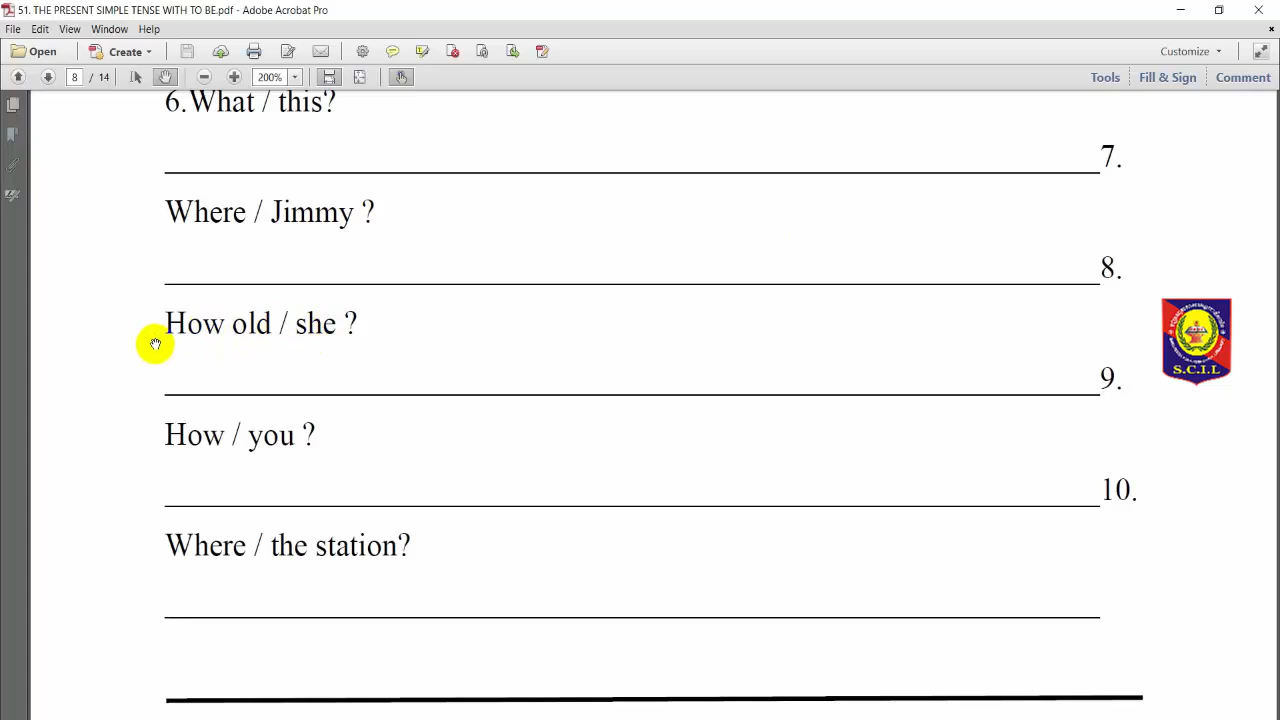 51. THE PRESENT SIMPLE TENSE WITH TO BE.pdf - Adobe Acrobat Pro
File Edit View Window Help
Open Create Customize
8 / 14 200% Tools Fill & Sign Comment
6.What / this?
7.
Where / Jimmy ?
8.
How old / she ?
9.
How / you ?
10.
Where / the station?
S.C.I.L